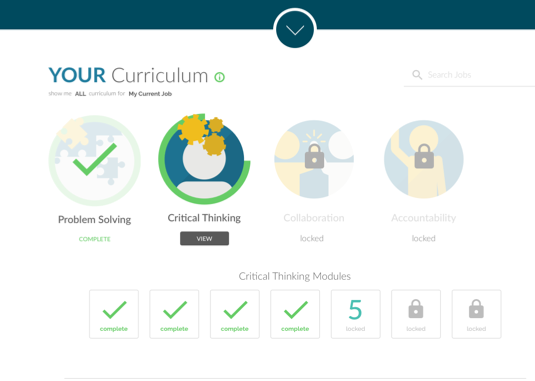 YOUR Curriculum
show me ALL curriculum for My Current Job
Search Jobs
Problem Solving
Critical Thinking
Collaboration
Accountability
COMPLETE
VIEW
locked
locked
Critical Thinking Modules
5
complete
complete
complete
complete
locked
locked
locked